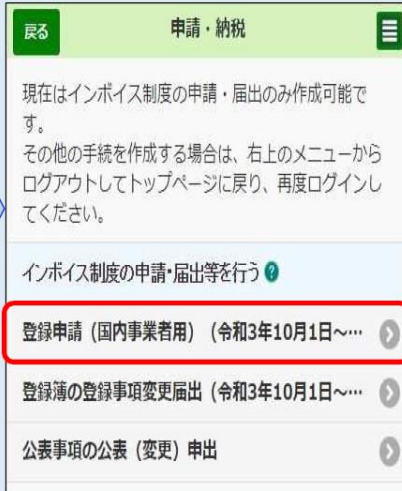 戻る
申請・納税
現在はインボイス制度の申請・届出のみ作成可能で
す。
その他の手続を作成する場合は、右上のメニューから
ログアウトしてトップページに戻り、再度ログインし
てください。
インボイス制度の申請・届出等を行う ?
登録申請（国内事業者用）（令和3年10月1日～…
登録簿の登録事項変更届出（令和3年10月1日～…
公表事項の公表（変更）申出